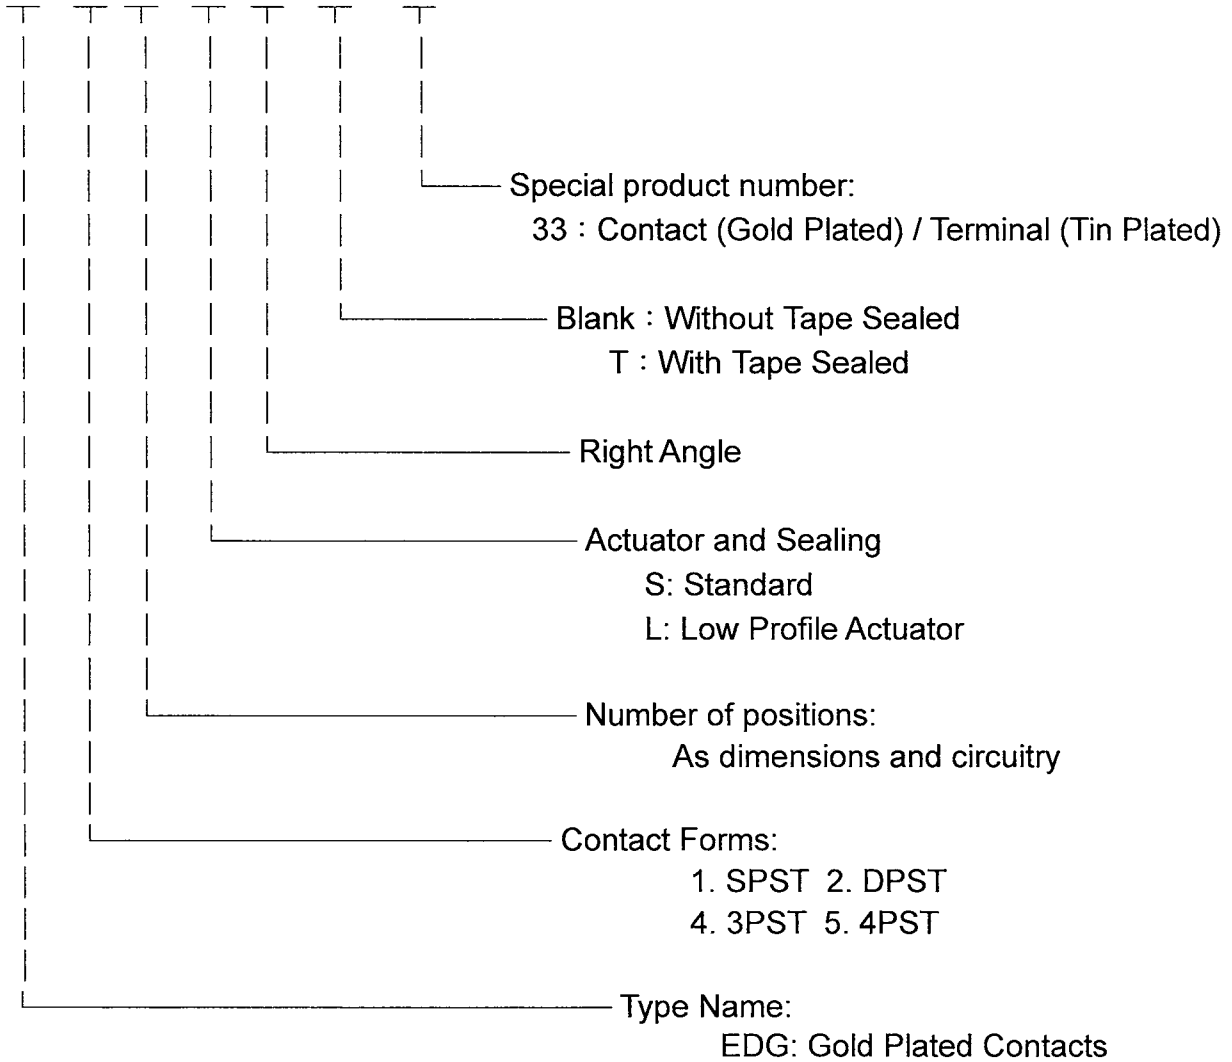 Special product number:
33 : Contact (Gold Plated) / Terminal (Tin Plated)
Blank : Without Tape Sealed
T : With Tape Sealed
Right Angle
Actuator and Sealing
S: Standard
L: Low Profile Actuator
Number of positions:
As dimensions and circuitry
Contact Forms:
1. SPST 2. DPST
4. 3PST 5. 4PST
Type Name:
EDG: Gold Plated Contacts